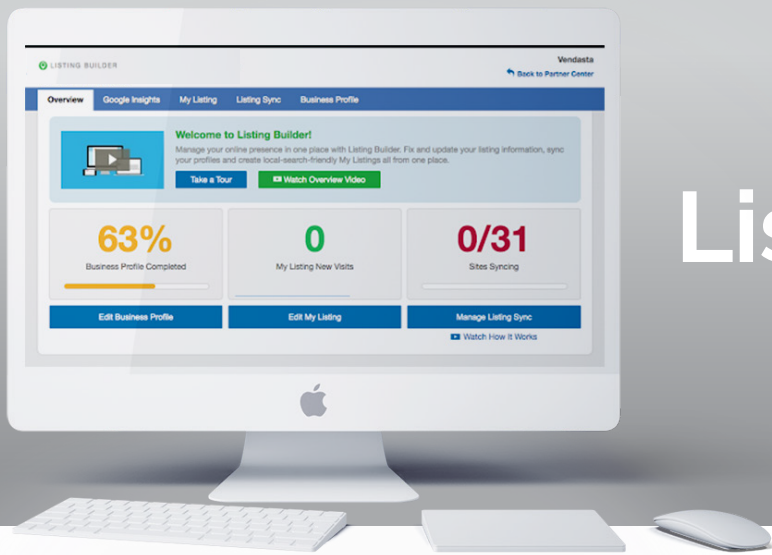 LISTING BUILDER
Vendasta
Back to Partner Center
Overview
Google Insights
My Listing
Listing Sync
Business Profile
Welcome to Listing Builder!
Manage your online presence in one place with Listing Builder. Fix and update your listing information, sync
your profiles and create local-search-friendly My Listings all from one place.
Take a Tour
Watch Overview Video
63%
Business Profile Completed
0
My Listing New Visits
0/31
Sites Syncing
Edit Business Profile
Edit My Listing
Manage Listing Sync
Watch How It Works
Lis